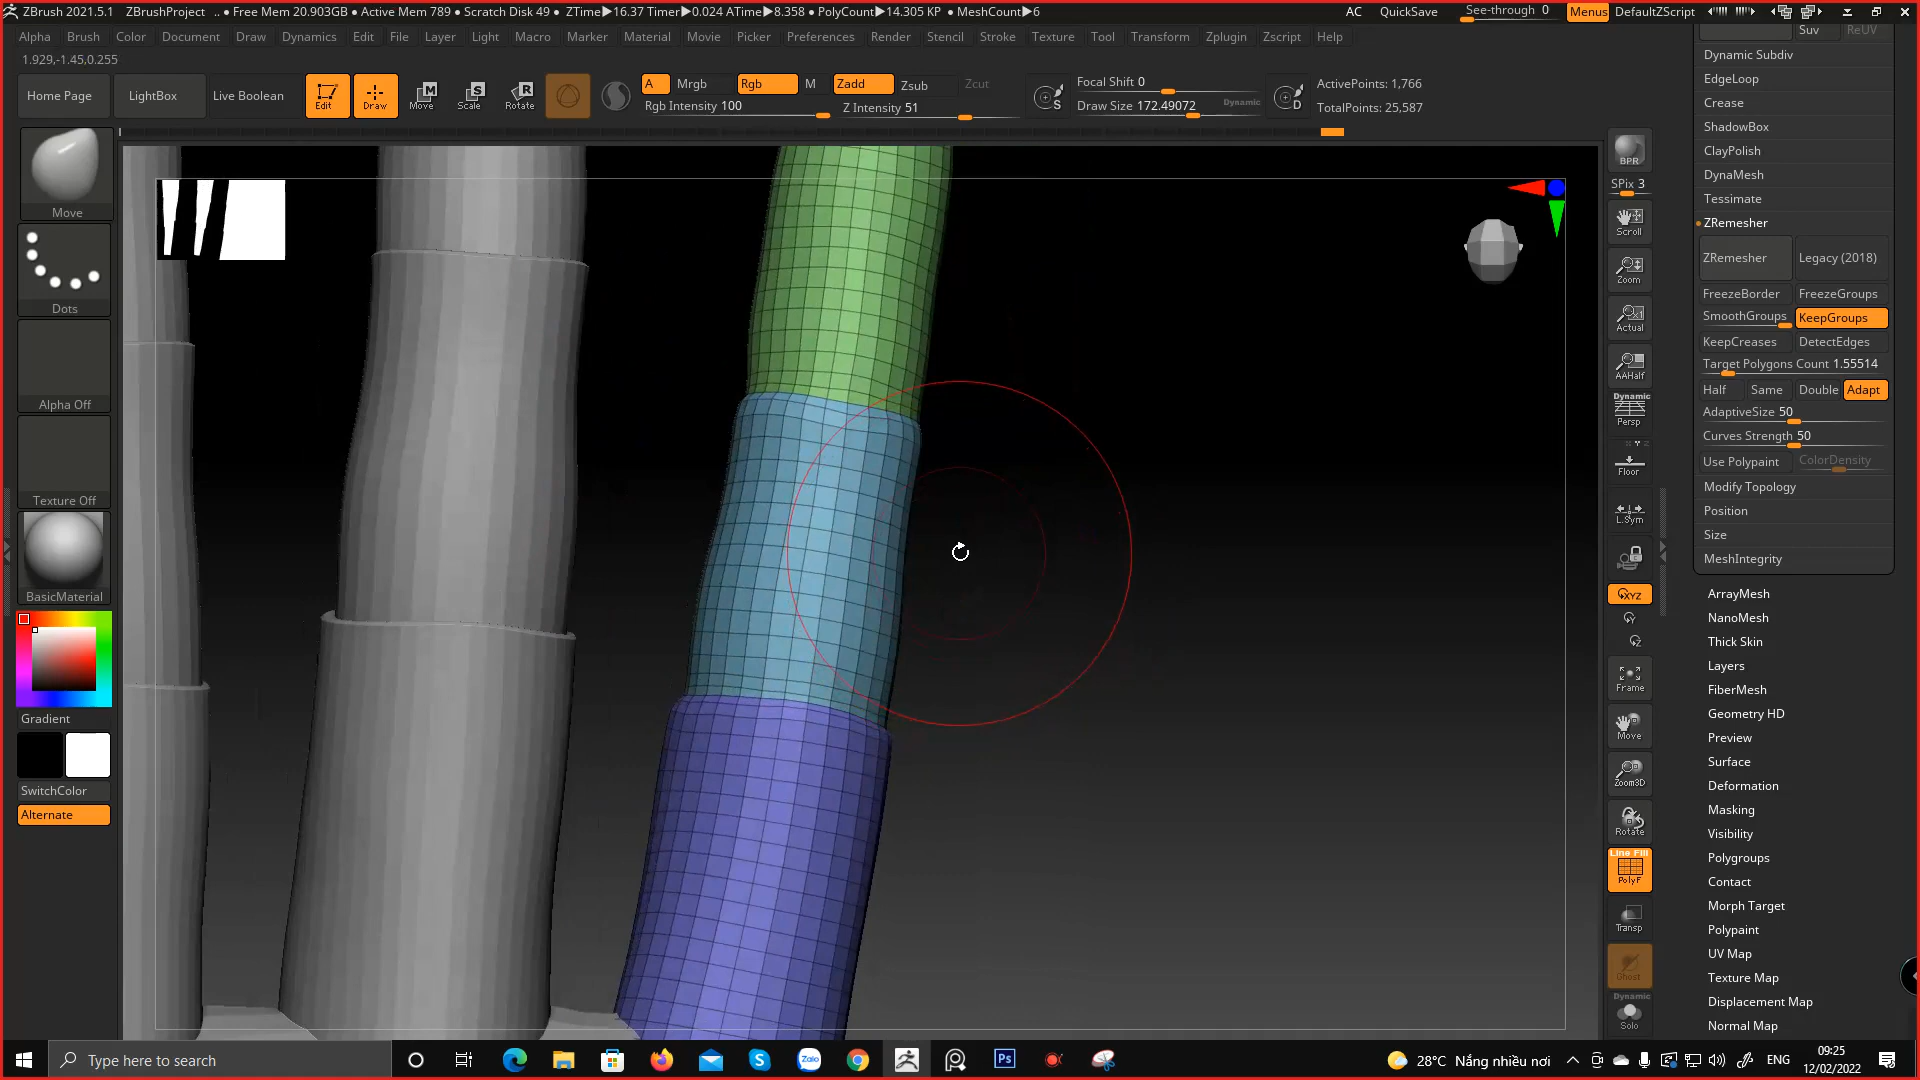 ZBrush 2021.5.1 ZBrushProject .. • Free Mem 20.903GB • Active Mem 789 • Scratch Disk 49 • ZTime▶16.37 Timer▶0.024 ATime▶8.358 • PolyCount▶14.305 KP • MeshCount▶6 AC QuickSave See-through 0 Menus DefaultZScript
Alpha Brush Color Document Draw Dynamics Edit File Layer Light Macro Marker Material Movie Picker Preferences Render Stencil Stroke Texture Tool Transform Zplugin Zscript Help
1.929,-1.45,0.255
Home Page LightBox Live Boolean Edit Draw Move Scale Rotate
A Mrgb Rgb M Zadd Zsub Zcut
Rgb Intensity 100 Z Intensity 51
S Focal Shift 0
Draw Size 172.49072 Dynamic D
ActivePoints: 1,766
TotalPoints: 25,587
Move
Dots
Alpha Off
Texture Off
BasicMaterial
Gradient
SwitchColor
Alternate
BPR
SPix 3
Scroll
Zoom
Actual
AAHalf
Dynamic
Persp
Floor
L.Sym
XYZ
Y
Z
Frame
Move
Zoom3D
Rotate
Line Fill
PolyF
Transp
Ghost
Dynamic
Solo
Suv ReUV
Dynamic Subdiv
EdgeLoop
Crease
ShadowBox
ClayPolish
DynaMesh
Tessimate
ZRemesher
ZRemesher Legacy (2018)
FreezeBorder FreezeGroups
SmoothGroups KeepGroups
KeepCreases DetectEdges
Target Polygons Count 1.55514
Half Same Double Adapt
AdaptiveSize 50
Curves Strength 50
Use Polypaint ColorDensity
Modify Topology
Position
Size
MeshIntegrity
ArrayMesh
NanoMesh
Thick Skin
Layers
FiberMesh
Geometry HD
Preview
Surface
Deformation
Masking
Visibility
Polygroups
Contact
Morph Target
Polypaint
UV Map
Texture Map
Displacement Map
Normal Map
Type here to search
Zalo
Ps
28°C Nắng nhiều nơi
ENG
09:25
12/02/2022